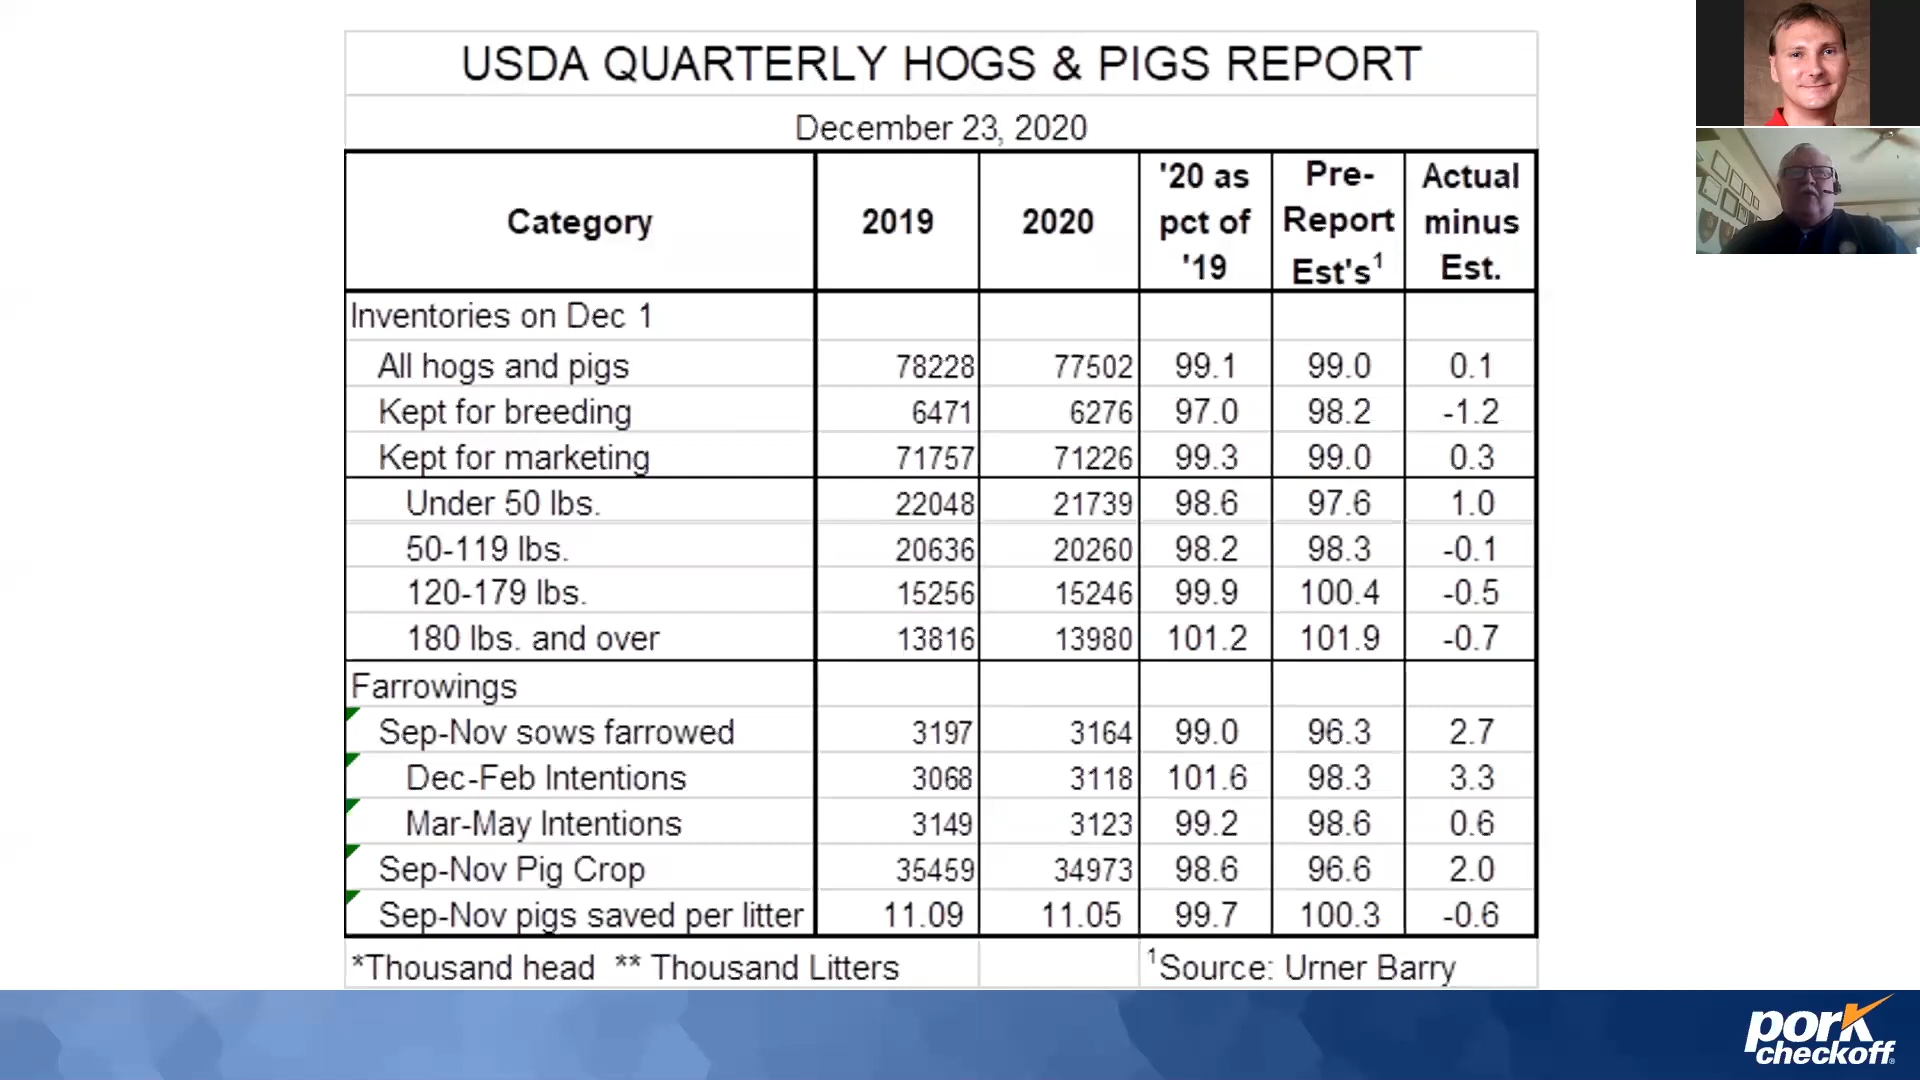 USDA QUARTERLY HOGS & PIGS REPORT
December 23, 2020
Category 2019 2020 '20 as pct of '19 Pre-Report Est's¹ Actual minus Est.
Inventories on Dec 1
All hogs and pigs 78228 77502 99.1 99.0 0.1
Kept for breeding 6471 6276 97.0 98.2 -1.2
Kept for marketing 71757 71226 99.3 99.0 0.3
Under 50 lbs. 22048 21739 98.6 97.6 1.0
50-119 lbs. 20636 20260 98.2 98.3 -0.1
120-179 lbs. 15256 15246 99.9 100.4 -0.5
180 lbs. and over 13816 13980 101.2 101.9 -0.7
Farrowings
Sep-Nov sows farrowed 3197 3164 99.0 96.3 2.7
Dec-Feb Intentions 3068 3118 101.6 98.3 3.3
Mar-May Intentions 3149 3123 99.2 98.6 0.6
Sep-Nov Pig Crop 35459 34973 98.6 96.6 2.0
Sep-Nov pigs saved per litter 11.09 11.05 99.7 100.3 -0.6
*Thousand head ** Thousand Litters ¹Source: Urner Barry
pork
checkoff.